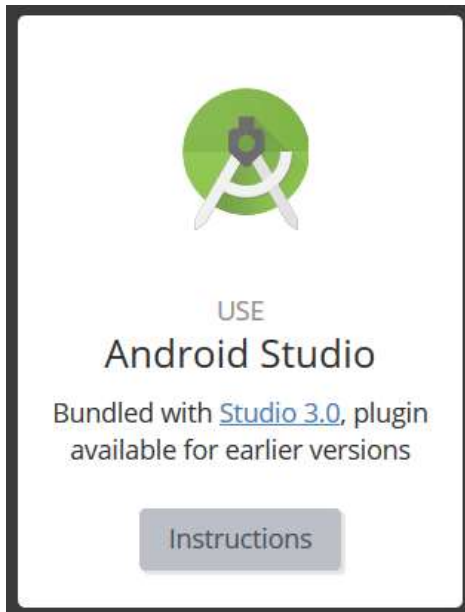 USE
Android Studio
Bundled with Studio 3.0, plugin
available for earlier versions
Instructions